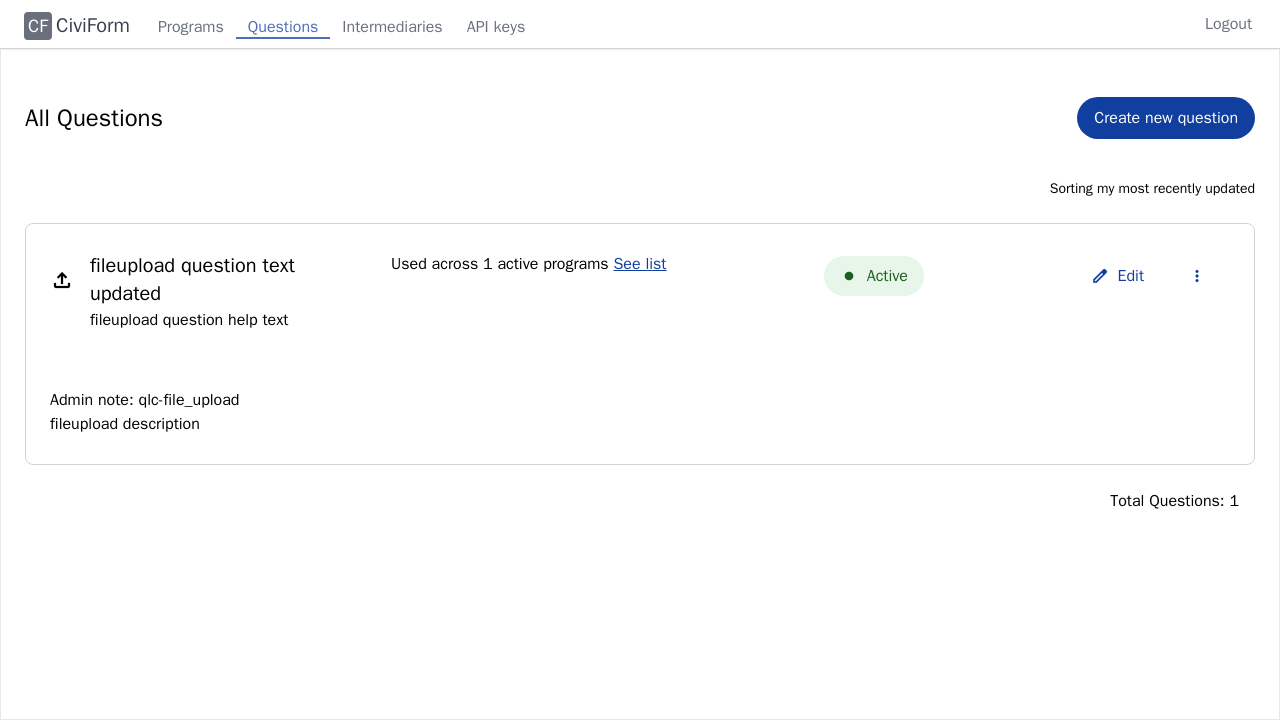 CF CiviForm Programs Questions Intermediaries API keys Logout
All Questions
Create new question
Sorting my most recently updated
fileupload question text
updated
fileupload question help text
Used across 1 active programs See list
Active
Edit
Admin note: qlc-file_upload
fileupload description
Total Questions: 1